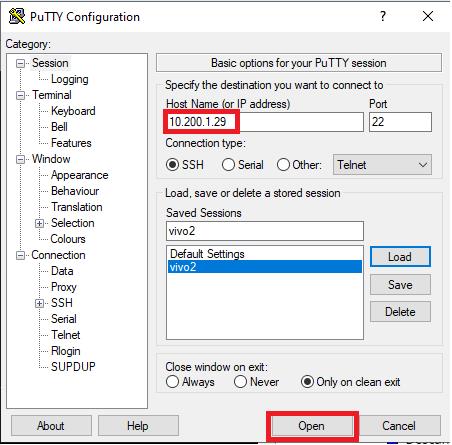 PuTTY Configuration
?
Category:
Session
Logging
Terminal
Keyboard
Bell
Features
Window
Appearance
Behaviour
Translation
Selection
Colours
Connection
Data
Proxy
SSH
Serial
Telnet
Rlogin
SUPDUP
Basic options for your PuTTY session
Specify the destination you want to connect to
Host Name (or IP address) Port
10.200.1.29 22
Connection type:
SSH Serial Other: Telnet
Load, save or delete a stored session
Saved Sessions
vivo2
Default Settings
vivo2
Load
Save
Delete
Close window on exit:
Always Never Only on clean exit
About Help Open Cancel